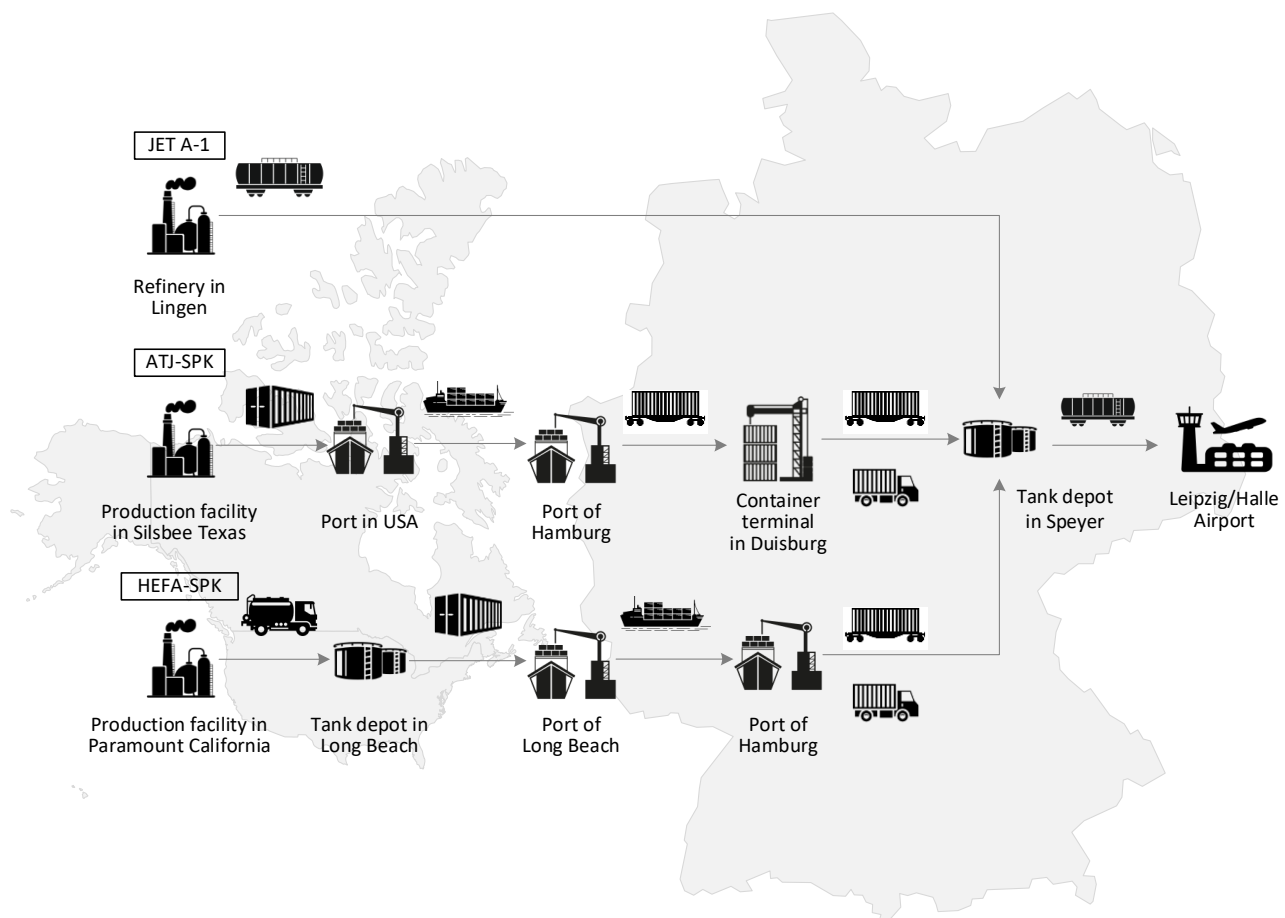 JET A-1
Refinery in
Lingen
ATJ-SPK
Production facility
in Silsbee Texas
Port in USA
Port of
Hamburg
Container
terminal
in Duisburg
Tank depot
in Speyer
Leipzig/Halle
Airport
HEFA-SPK
Production facility in
Paramount California
Tank depot in
Long Beach
Port of
Long Beach
Port of
Hamburg